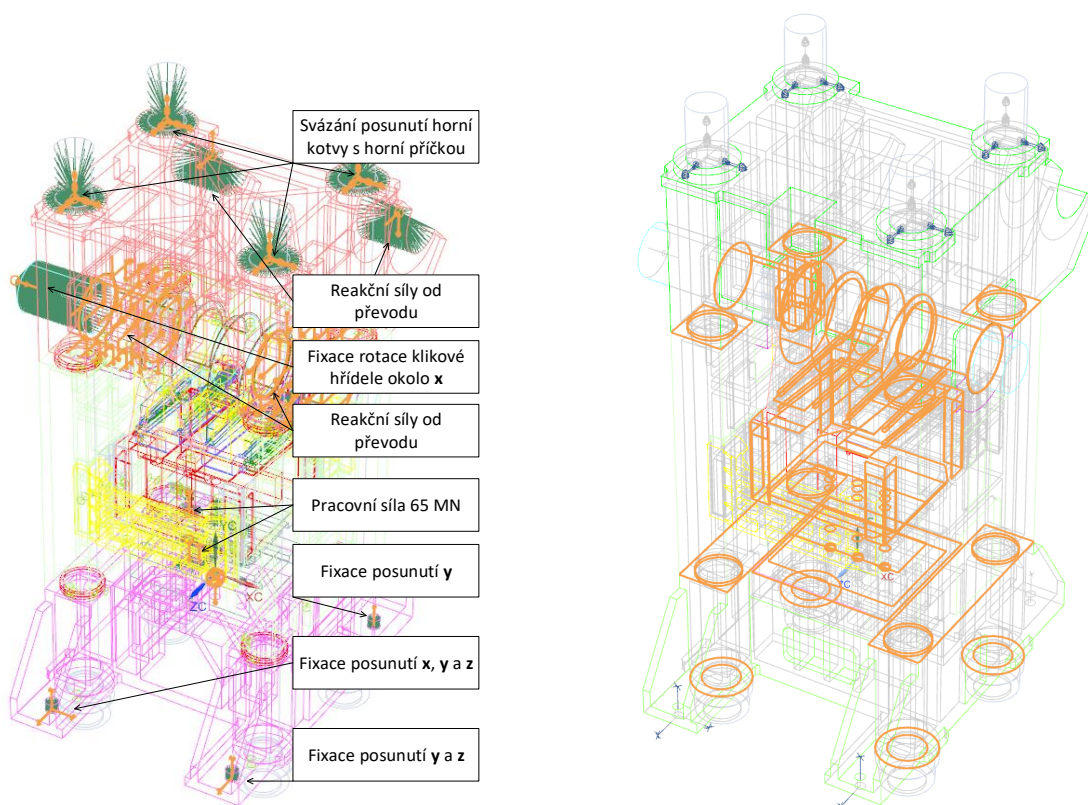 Svázání posunutí horní
kotvy s horní příčkou
Reakční síly od
převodu
Fixace rotace klikové
hřídele okolo x
Reakční síly od
převodu
Pracovní síla 65 MN
YC
Fixace posunutí y
XC
ZC
XC
Fixace posunutí x, y a z
Fixace posunutí y a z